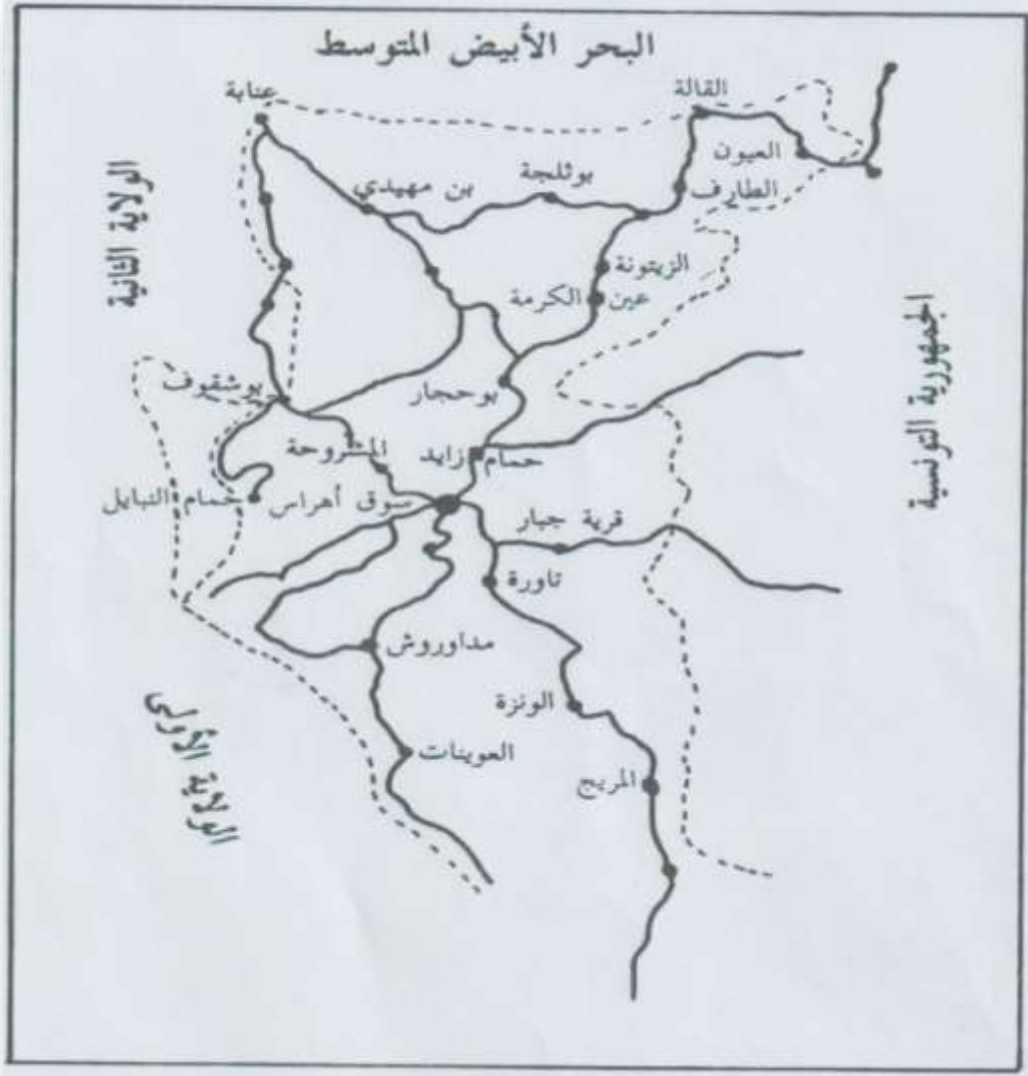 البحر الأبيض المتوسط
عنابة
القالة
العيون
الطارف
بوثلجة
بن مهيدي
الولاية الثانية
الزيتونة
عين الكرمة
الجمهورية التونسية
بوحجار
بوشقوف
المشروحة
حمام زايد
حمام النبايل
سوق أهراس
قرية جبار
تاورة
مداوروش
الونزة
الولاية الأولى
العوينات
المريج